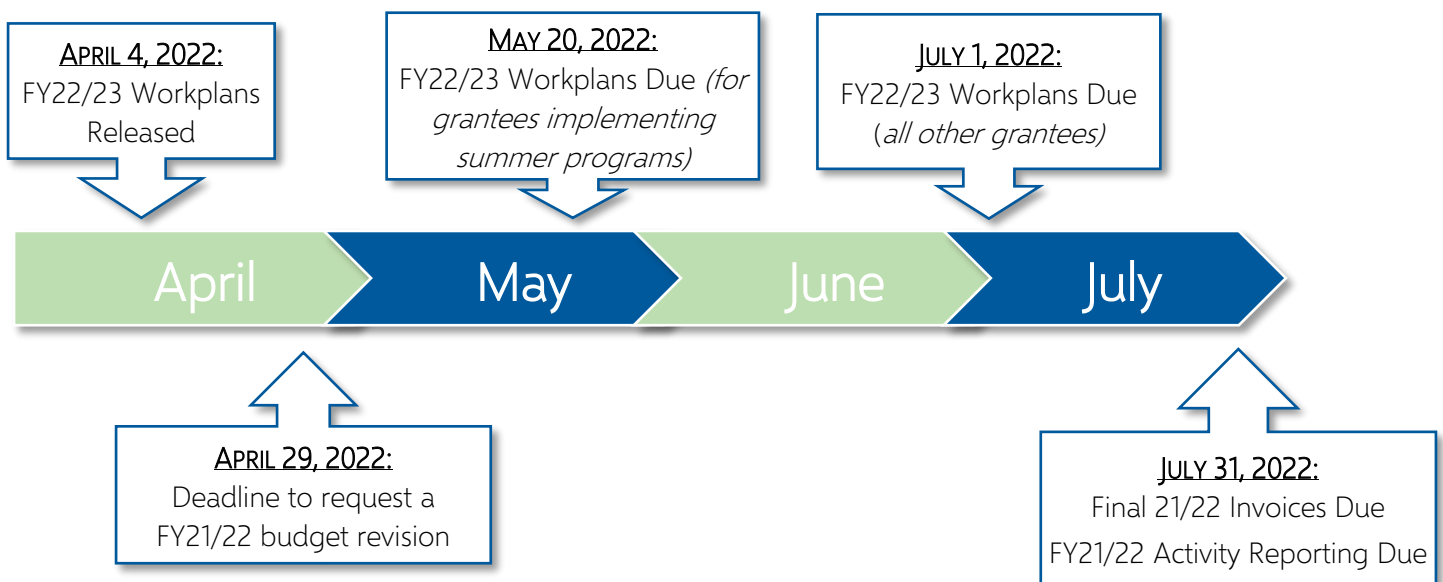 APRIL 4, 2022:
FY22/23 Workplans
Released
MAY 20, 2022:
FY22/23 Workplans Due (for
grantees implementing
summer programs)
JULY 1, 2022:
FY22/23 Workplans Due
(all other grantees)
April
May
June
July
APRIL 29, 2022:
Deadline to request a
FY21/22 budget revision
JULY 31, 2022:
Final 21/22 Invoices Due
FY21/22 Activity Reporting Due